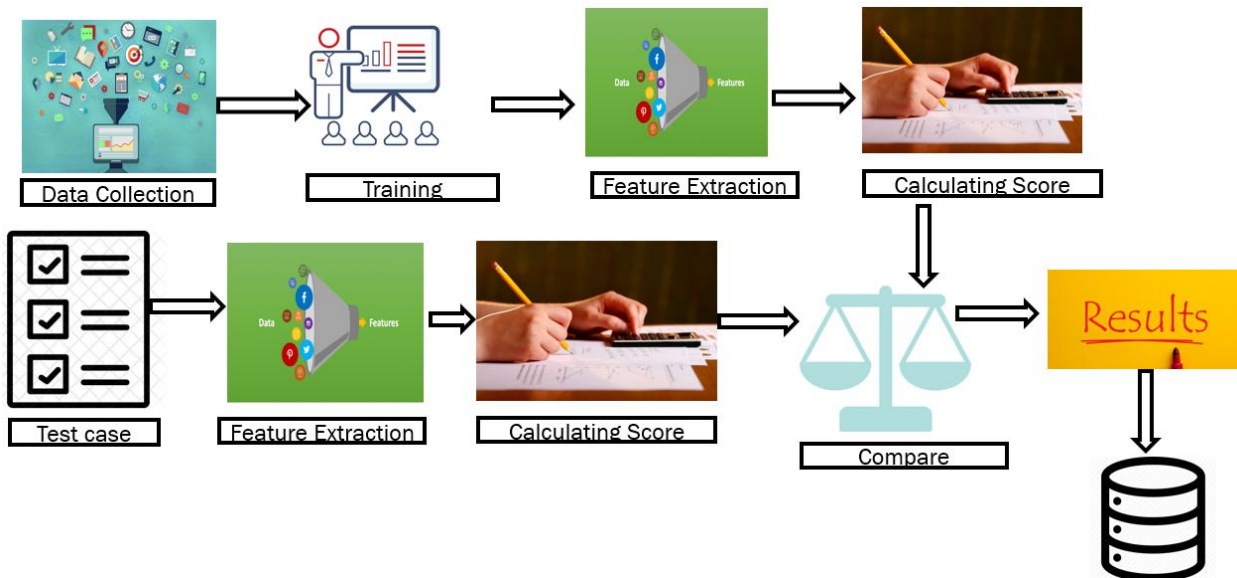 Data
Features
Data Collection
Training
Feature Extraction
Calculating Score
Data
Features
Results
Test case
Feature Extraction
Calculating Score
Compare